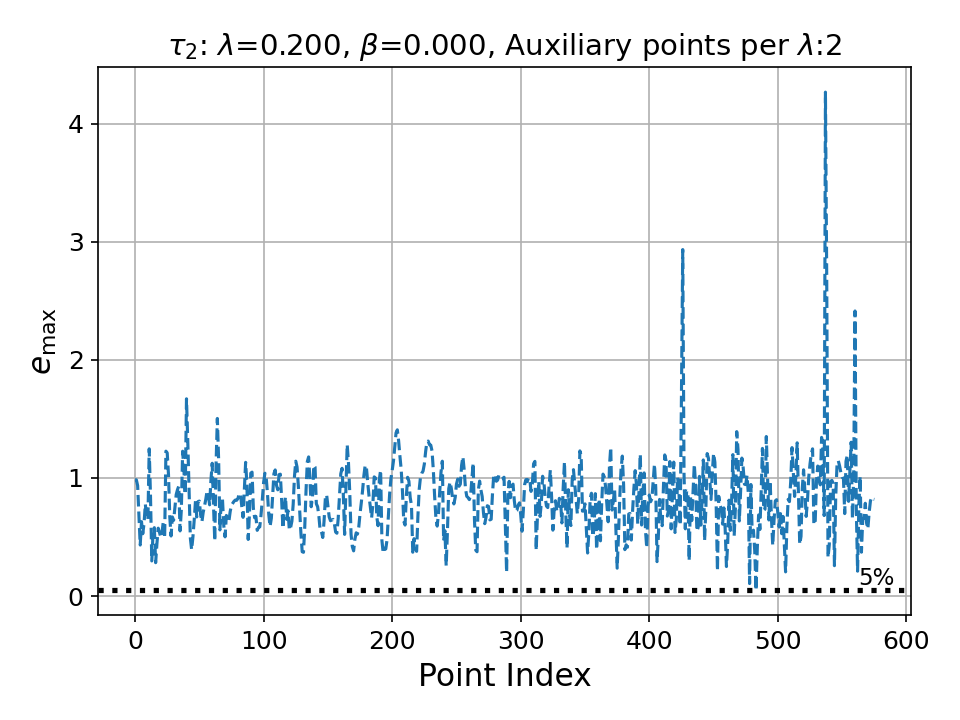 τ₂: λ=0.200, β=0.000, Auxiliary points per λ:2
4
3
2
1
0
e_max
5%
0 100 200 300 400 500 600
Point Index